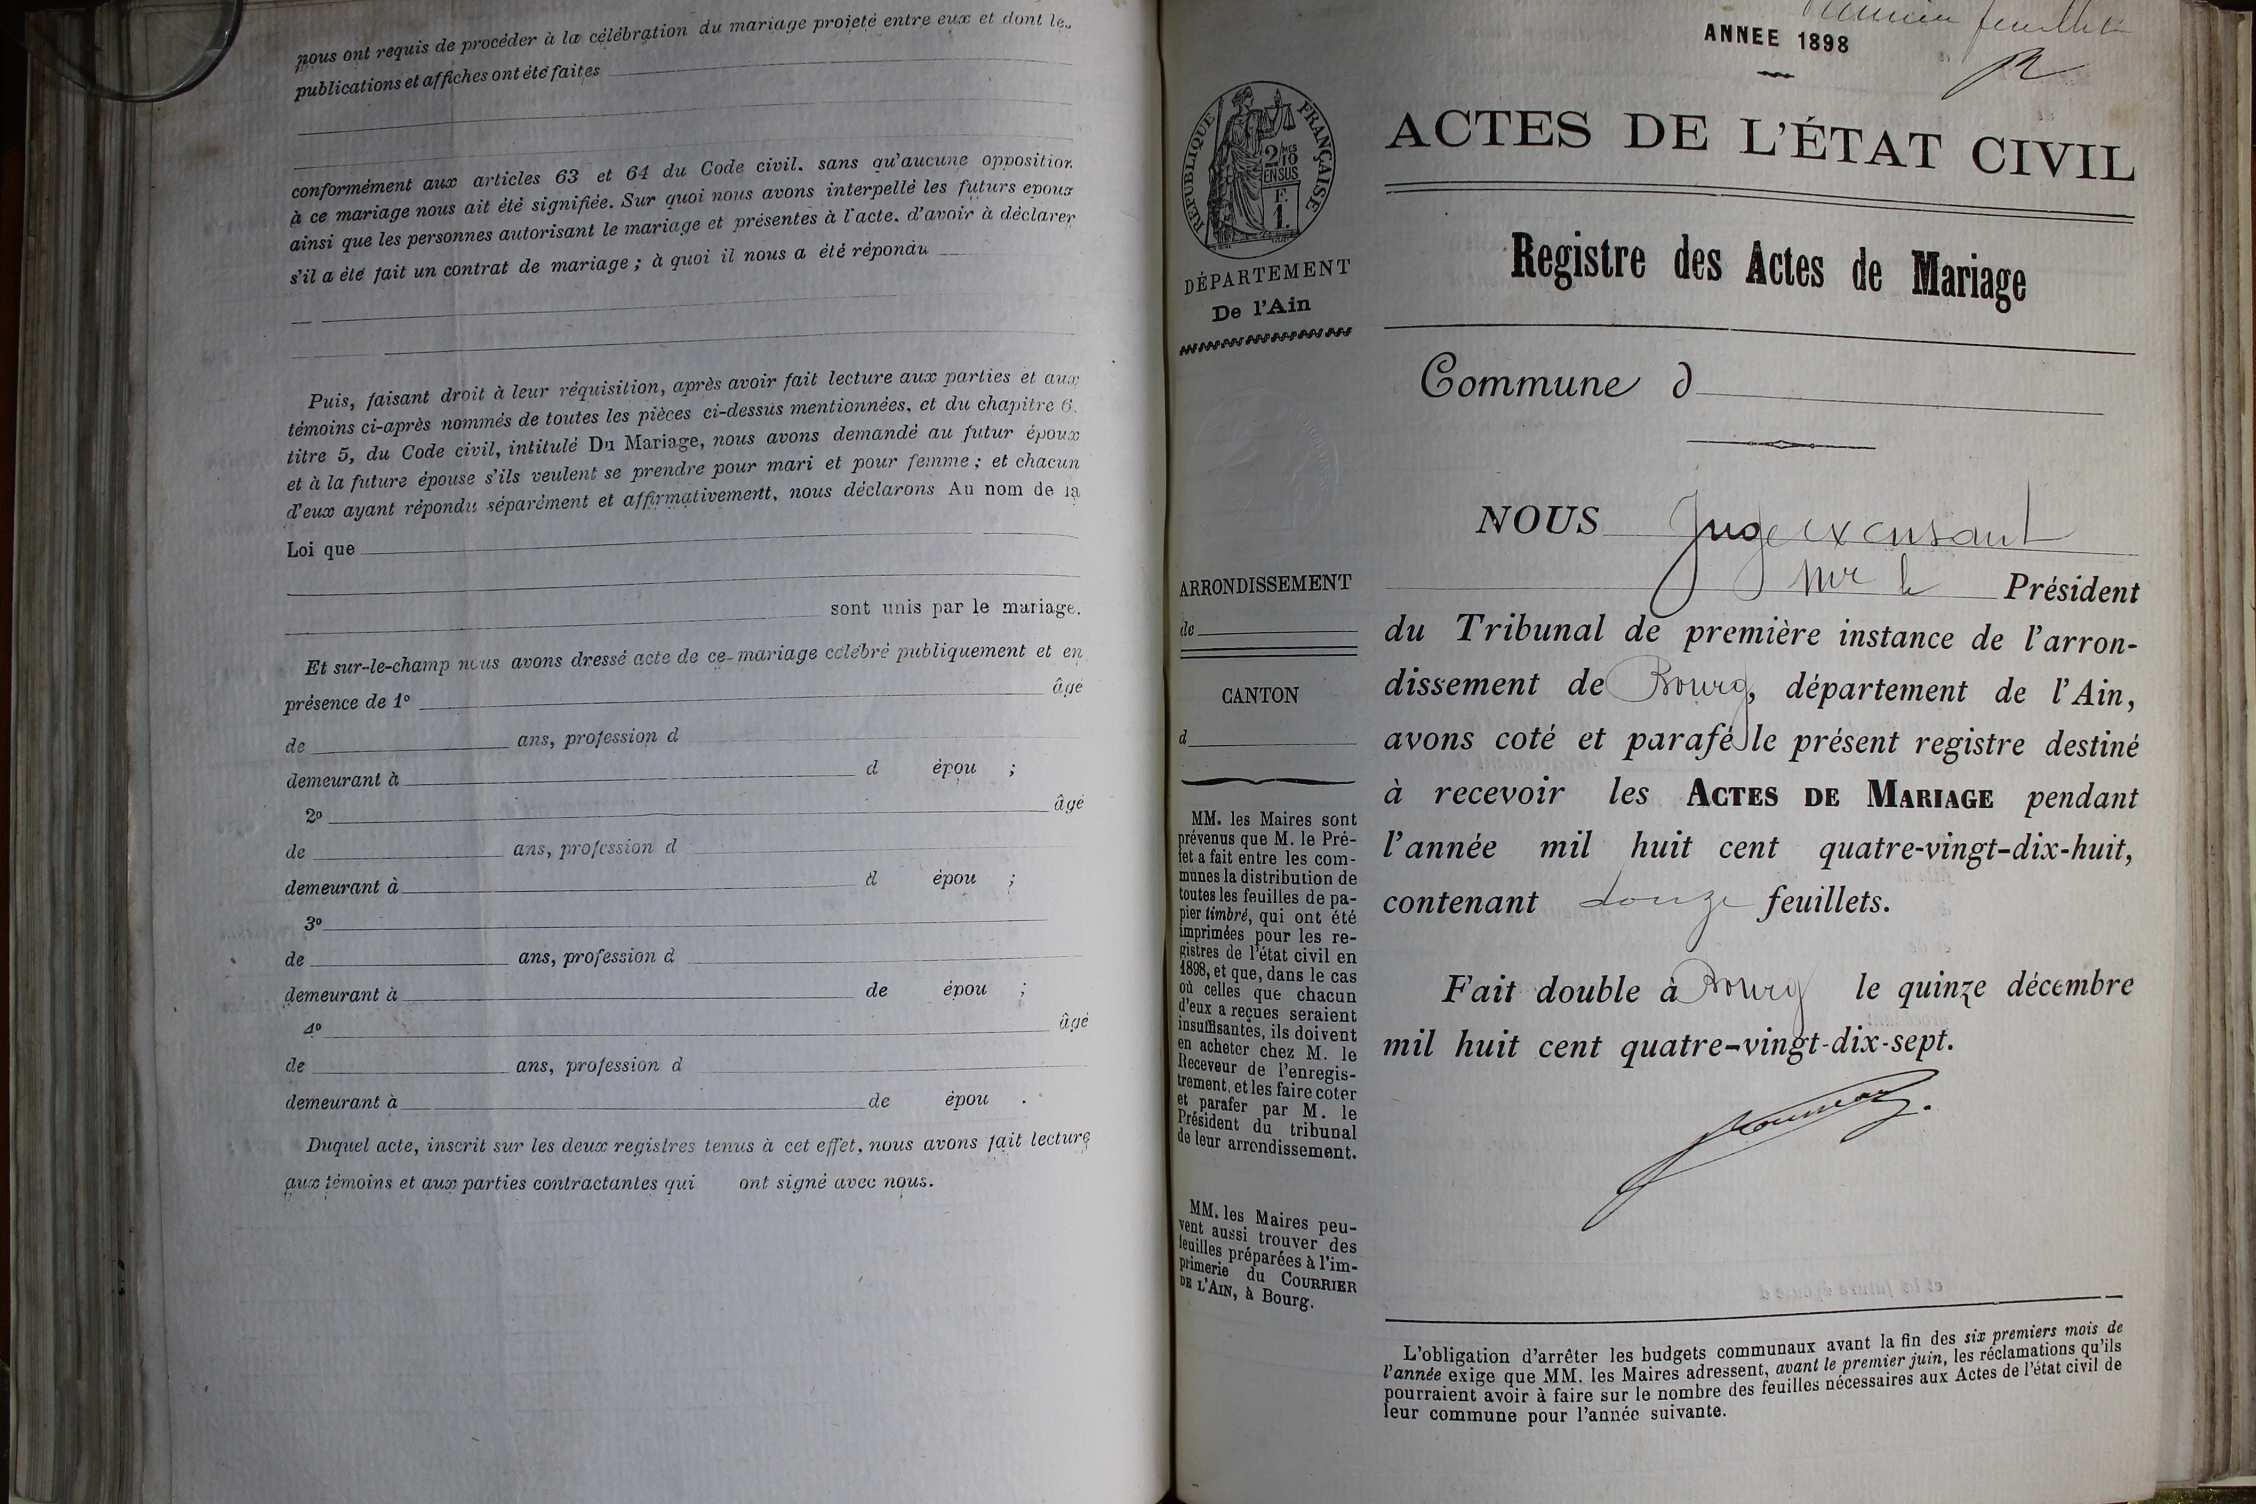 nous ont requis de procéder à la célébration du mariage projeté entre eux et dont les
publications et affiches ont été faites
conformément aux articles 63 et 64 du Code civil. sans qu'aucune opposition
à ce mariage nous ait été signifiée. Sur quoi nous avons interpellé les futurs epoux
ainsi que les personnes autorisant le mariage et présentes à l'acte. d'avoir à déclarer
s'il a été fait un contrat de mariage ; à quoi il nous a été répondu
Puis, faisant droit à leur réquisition, après avoir fait lecture aux parties et aux
témoins ci-après nommés de toutes les pièces ci-dessus mentionnées, et du chapitre 6,
titre 5, du Code civil, intitulé Du Mariage, nous avons demandé au futur époux
et à la future épouse s'ils veulent se prendre pour mari et pour femme ; et chacun
d'eux ayant répondu séparément et affirmativement, nous déclarons Au nom de la
Loi que
sont unis par le mariage.
Et sur-le-champ nous avons dressé acte de ce mariage célébré publiquement et en
présence de 1º âgé
de ans, profession d
demeurant à d épou ;
2º âgé
de ans, profession d
demeurant à d épou ;
3º
de ans, profession d
demeurant à de épou ;
4º âgé
de ans, profession d
demeurant à de épou .
Duquel acte, inscrit sur les deux registres tenus à cet effet, nous avons fait lecture
aux témoins et aux parties contractantes qui ont signé avec nous.
feuillet
ANNEE 1898
RÉPUBLIQUE FRANÇAISE
2/10
EN SUS
F.
1.
DÉPARTEMENT
De l'Ain
ARRONDISSEMENT
de
CANTON
d
MM. les Maires sont
prévenus que M. le Pré-
fet a fait entre les com-
munes la distribution de
toutes les feuilles de pa-
pier timbré, qui ont été
imprimées pour les re-
gistres de l'état civil en
1898, et que, dans le cas
où celles que chacun
d'eux a reçues seraient
insuffisantes, ils doivent
en acheter chez M. le
Receveur de l'enregis-
trement, et les faire coter
et parafer par M. le
Président du tribunal
de leur arrondissement.
MM. les Maires peu-
vent aussi trouver des
feuilles préparées à l'im-
primerie du COURRIER
DE L'AIN, à Bourg.
ACTES DE L'ÉTAT CIVIL
Registre des Actes de Mariage
Commune d
NOUS Juge excusant
Mr le Président
du Tribunal de première instance de l'arron-
dissement de Bourg, département de l'Ain,
avons coté et parafé le présent registre destiné
à recevoir les ACTES DE MARIAGE pendant
l'année mil huit cent quatre-vingt-dix-huit,
contenant douze feuillets.
Fait double à Bourg le quinze décembre
mil huit cent quatre-vingt-dix-sept.
L'obligation d'arrêter les budgets communaux avant la fin des six premiers mois de
l'année exige que MM. les Maires adressent, avant le premier juin, les réclamations qu'ils
pourraient avoir à faire sur le nombre des feuilles nécessaires aux Actes de l'état civil de
leur commune pour l'année suivante.